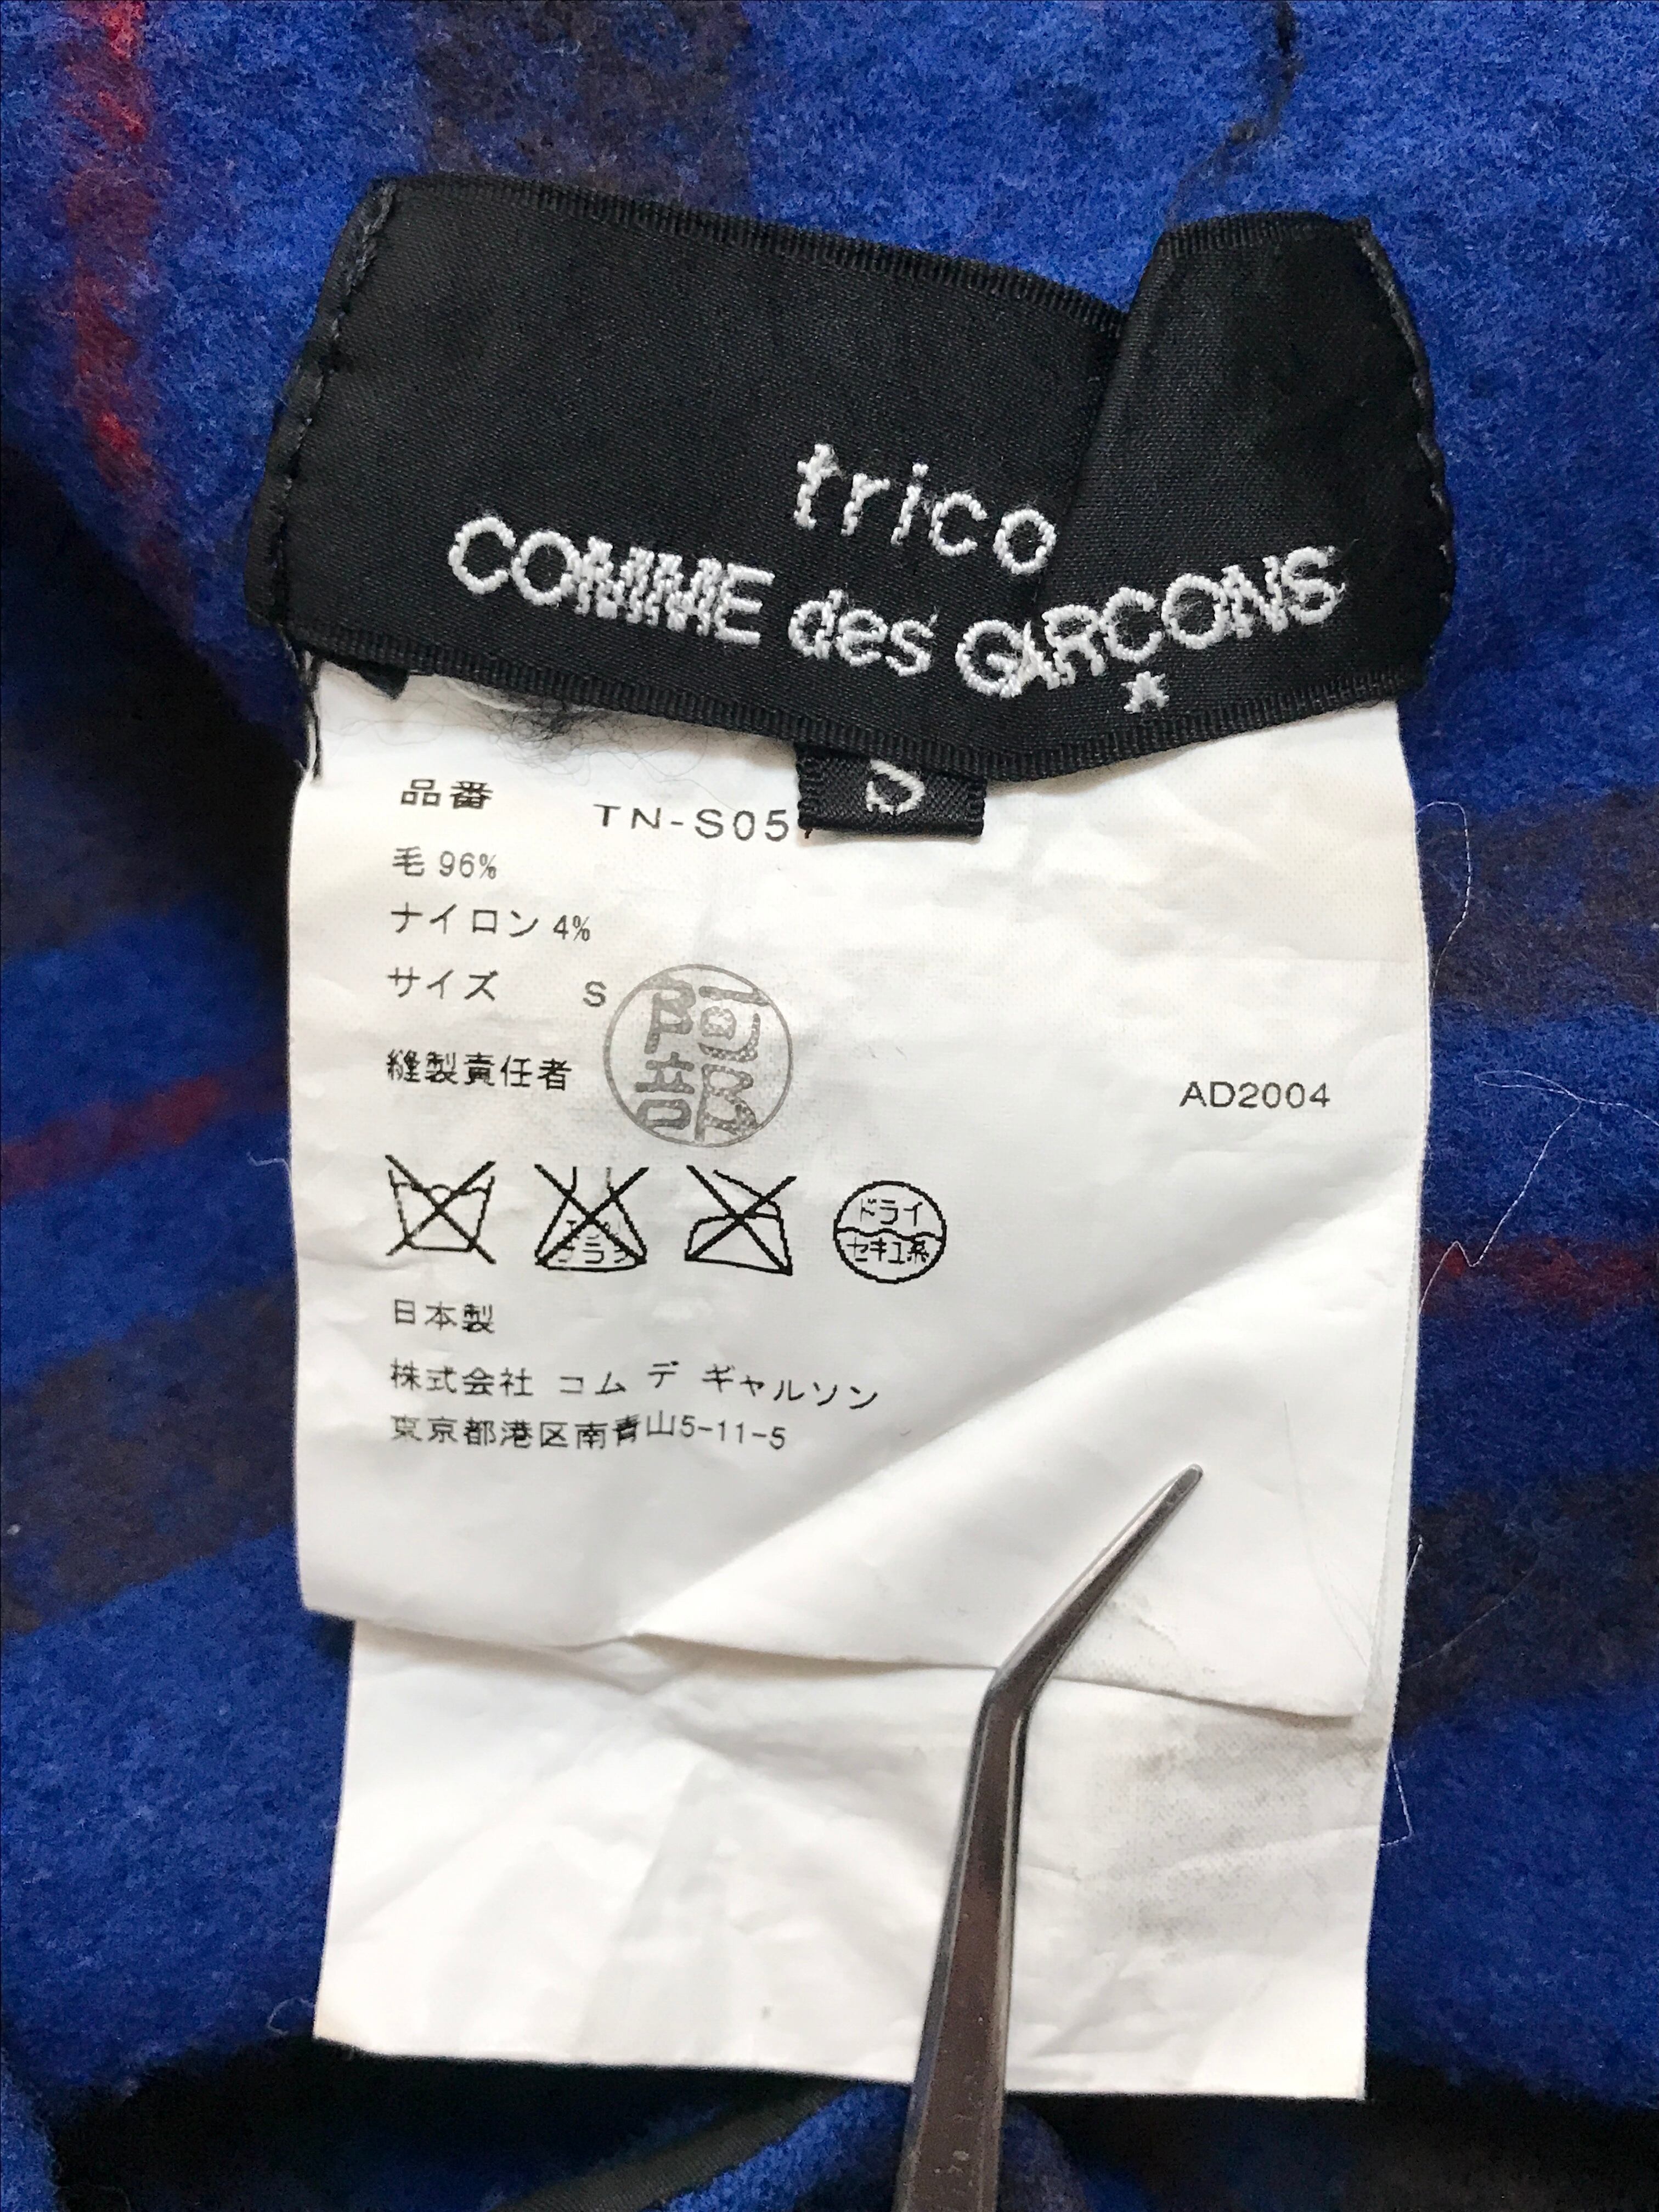 trico
COMME des GARCONS
S
品番 TN-S05
毛 96%
ナイロン 4%
サイズ S
縫製責任者 阿部
AD2004
ドライ
セキユ系
日本製
株式会社 コム デ ギャルソン
東京都港区南青山5-11-5